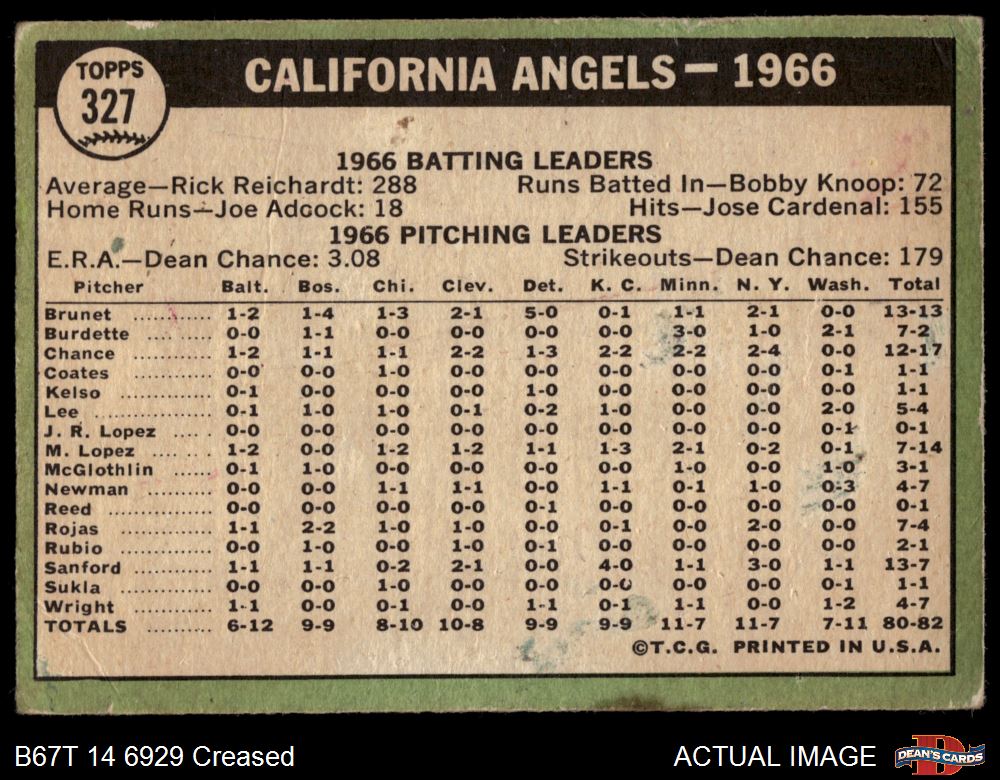 TOPPS
327
CALIFORNIA ANGELS — 1966
1966 BATTING LEADERS
Average—Rick Reichardt: 288 Runs Batted In—Bobby Knoop: 72
Home Runs—Joe Adcock: 18 Hits—Jose Cardenal: 155
1966 PITCHING LEADERS
E.R.A.—Dean Chance: 3.08 Strikeouts—Dean Chance: 179
Pitcher Balt. Bos. Chi. Clev. Det. K. C. Minn. N. Y. Wash. Total
Brunet ............ 1-2 1-4 1-3 2-1 5-0 0-1 1-1 2-1 0-0 13-13
Burdette .... ...... 0-0 1-1 0-0 0-0 0-0 0-0 3-0 1-0 2-1 7-2
Chance ............ 1-2 1-1 1-1 2-2 1-3 2-2 2-2 2-4 0-0 12-17
Coates ............ 0-0 0-0 1-0 0-0 0-0 0-0 0-0 0-0 0-1 1-1
Kelso .............. 0-1 0-0 0-0 0-0 1-0 0-0 0-0 0-0 0-0 1-1
Lee .................. 0-1 1-0 1-0 0-1 0-2 1-0 0-0 0-0 2-0 5-4
J. R. Lopez ..... . 0-0 0-0 0-0 0-0 0-0 0-0 0-0 0-0 0-1 0-1
M. Lopez .... .. .. 1-2 0-0 1-2 1-2 1-1 1-3 2-1 0-2 0-1 7-14
McGlothlin ...... 0-1 1-0 0-0 0-0 0-0 0-0 1-0 0-0 1-0 3-1
Newman .......... 0-0 0-0 1-1 1-1 0-0 1-1 0-1 1-0 0-3 4-7
Reed .............. 0-0 0-0 0-0 0-0 0-1 0-0 0-0 0-0 0-0 0-1
Rojas .............. 1-1 2-2 1-0 1-0 0-0 0-1 0-0 2-0 0-0 7-4
Rubio .............. 0-0 1-0 0-0 1-0 0-1 0-0 0-0 0-0 0-0 2-1
Sanford ............ 1-1 1-1 0-2 2-1 0-0 4-0 1-1 3-0 1-1 13-7
Sukla .............. 0-0 0-0 1-0 0-0 0-0 0-0 0-0 0-0 0-1 1-1
Wright ............ 1-1 0-0 0-1 0-0 1-1 0-1 1-1 0-0 1-2 4-7
TOTALS .......... 6-12 9-9 8-10 10-8 9-9 9-9 11-7 11-7 7-11 80-82
©T.C.G. PRINTED IN U.S.A.
B67T 14 6929 Creased ACTUAL IMAGE
DEAN'S CARDS